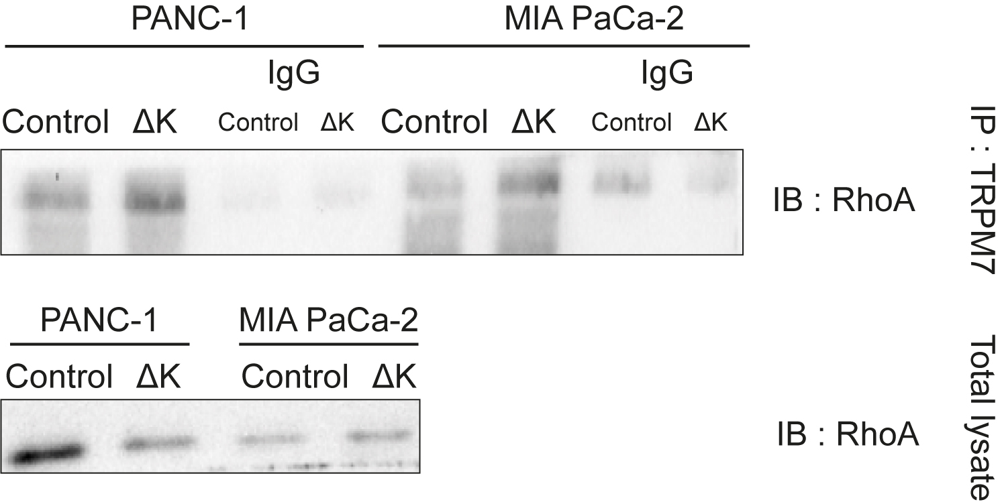 PANC-1 MIA PaCa-2
IgG IgG
Control ΔK Control ΔK Control ΔK Control ΔK
IB : RhoA
IP : TRPM7
PANC-1 MIA PaCa-2
Control ΔK Control ΔK
IB : RhoA
Total lysate